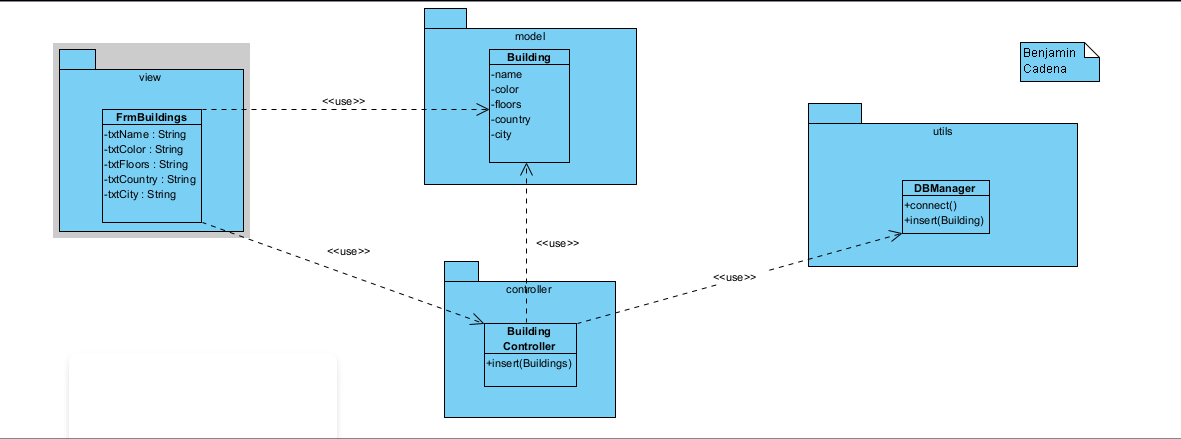 view
FrmBuildings
-txtName : String
-txtColor : String
-txtFloors : String
-txtCountry : String
-txtCity : String
<<use>>
model
Building
-name
-color
-floors
-country
-city
Benjamin
Cadena
utils
DBManager
+connect()
+insert(Building)
<<use>>
<<use>>
<<use>>
controller
Building
Controller
+insert(Buildings)